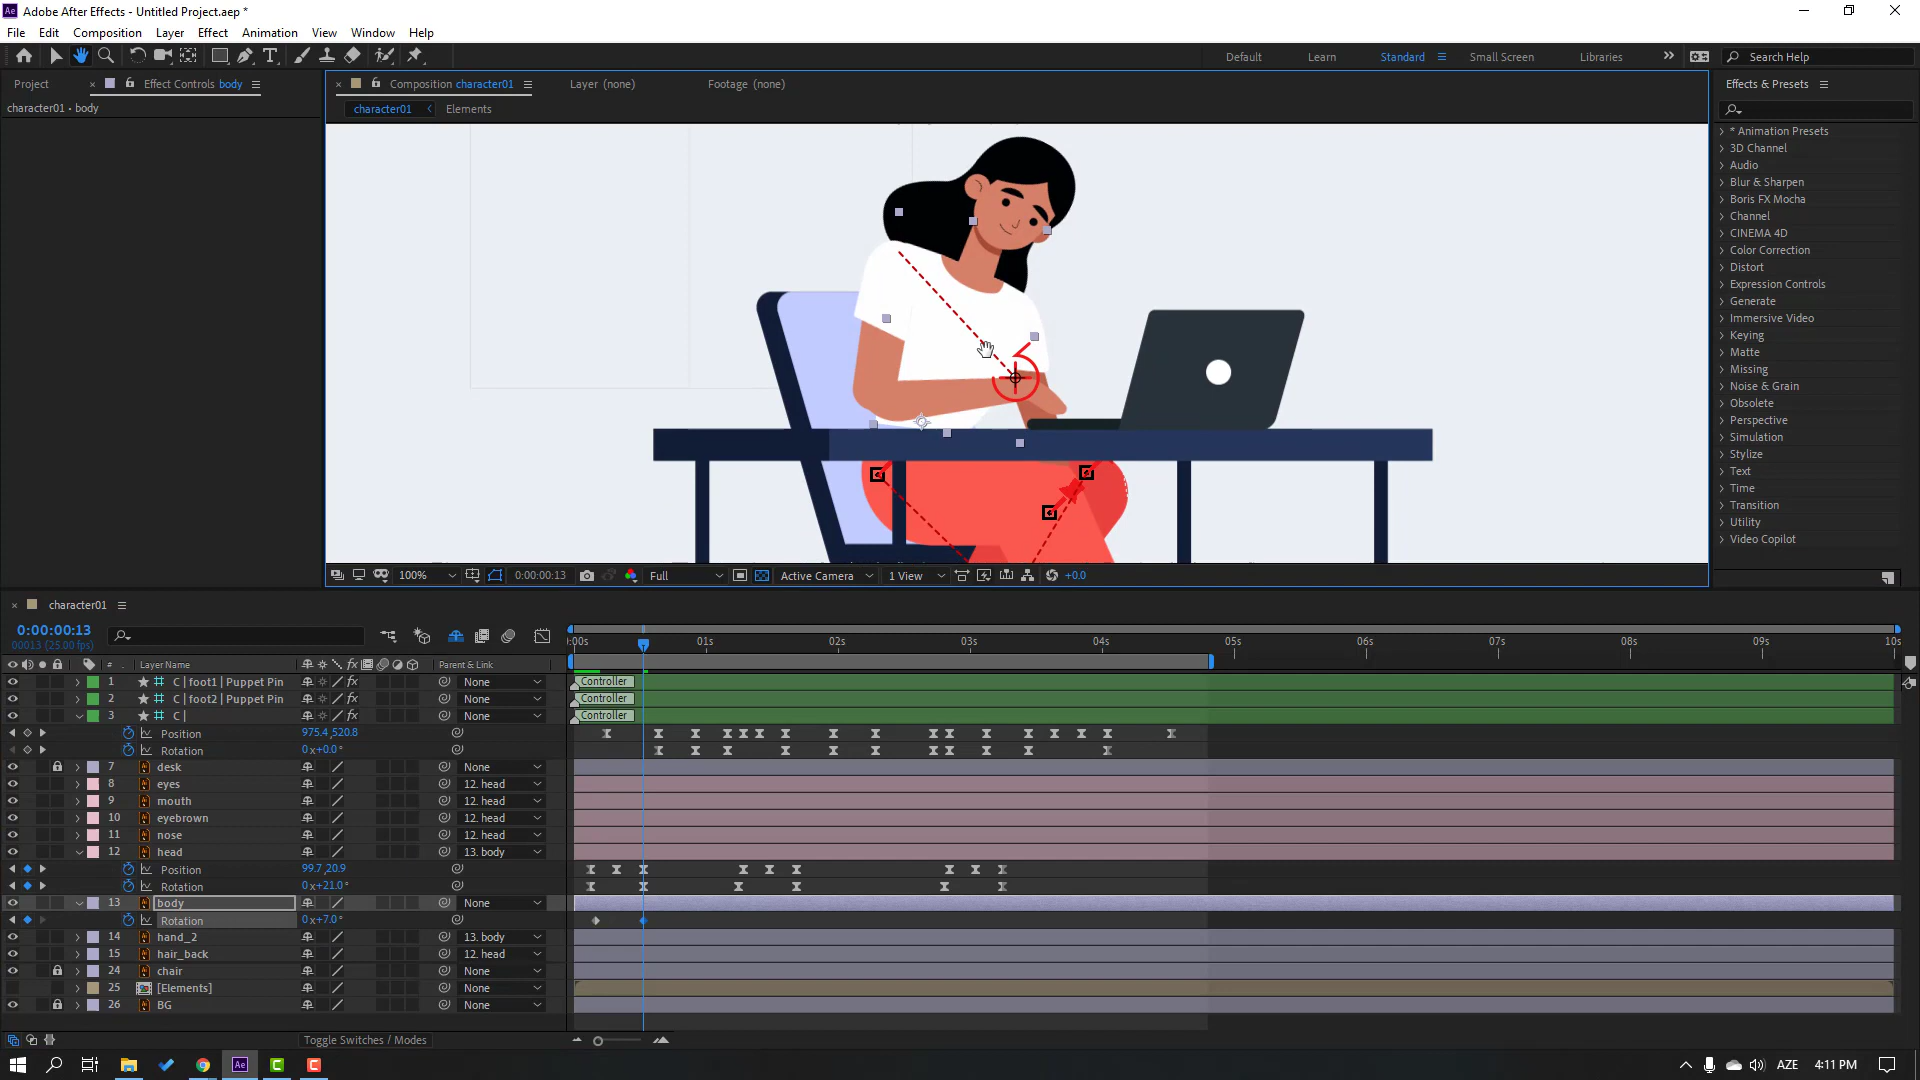 Ae Adobe After Effects - Untitled Project.aep *
File Edit Composition Layer Effect Animation View Window Help
Default Learn Standard Small Screen Libraries Search Help
Project Effect Controls body Composition character01 Layer (none) Footage (none) Effects & Presets
character01 • body
character01 Elements
* Animation Presets
3D Channel
Audio
Blur & Sharpen
Boris FX Mocha
Channel
CINEMA 4D
Color Correction
Distort
Expression Controls
Generate
Immersive Video
Keying
Matte
Missing
Noise & Grain
Obsolete
Perspective
Simulation
Stylize
Text
Time
Transition
Utility
Video Copilot
100% 0:00:00:13 Full Active Camera 1 View +0.0
character01
0:00:00:13
00013 (25.00 fps)
:00s 01s 02s 03s 04s 05s 06s 07s 08s 09s 10s
# Layer Name Parent & Link
1 C | foot1 | Puppet Pin None Controller
2 C | foot2 | Puppet Pin None Controller
3 C | None Controller
Position 975.4,520.8
Rotation 0x+0.0°
7 desk None
8 eyes 12. head
9 mouth 12. head
10 eyebrown 12. head
11 nose 12. head
12 head 13. body
Position 99.7,20.9
Rotation 0x+21.0°
13 body None
Rotation 0x+7.0°
14 hand_2 13. body
15 hair_back 12. head
24 chair None
25 [Elements] None
26 BG None
Toggle Switches / Modes
Ae C C AZE 4:11 PM